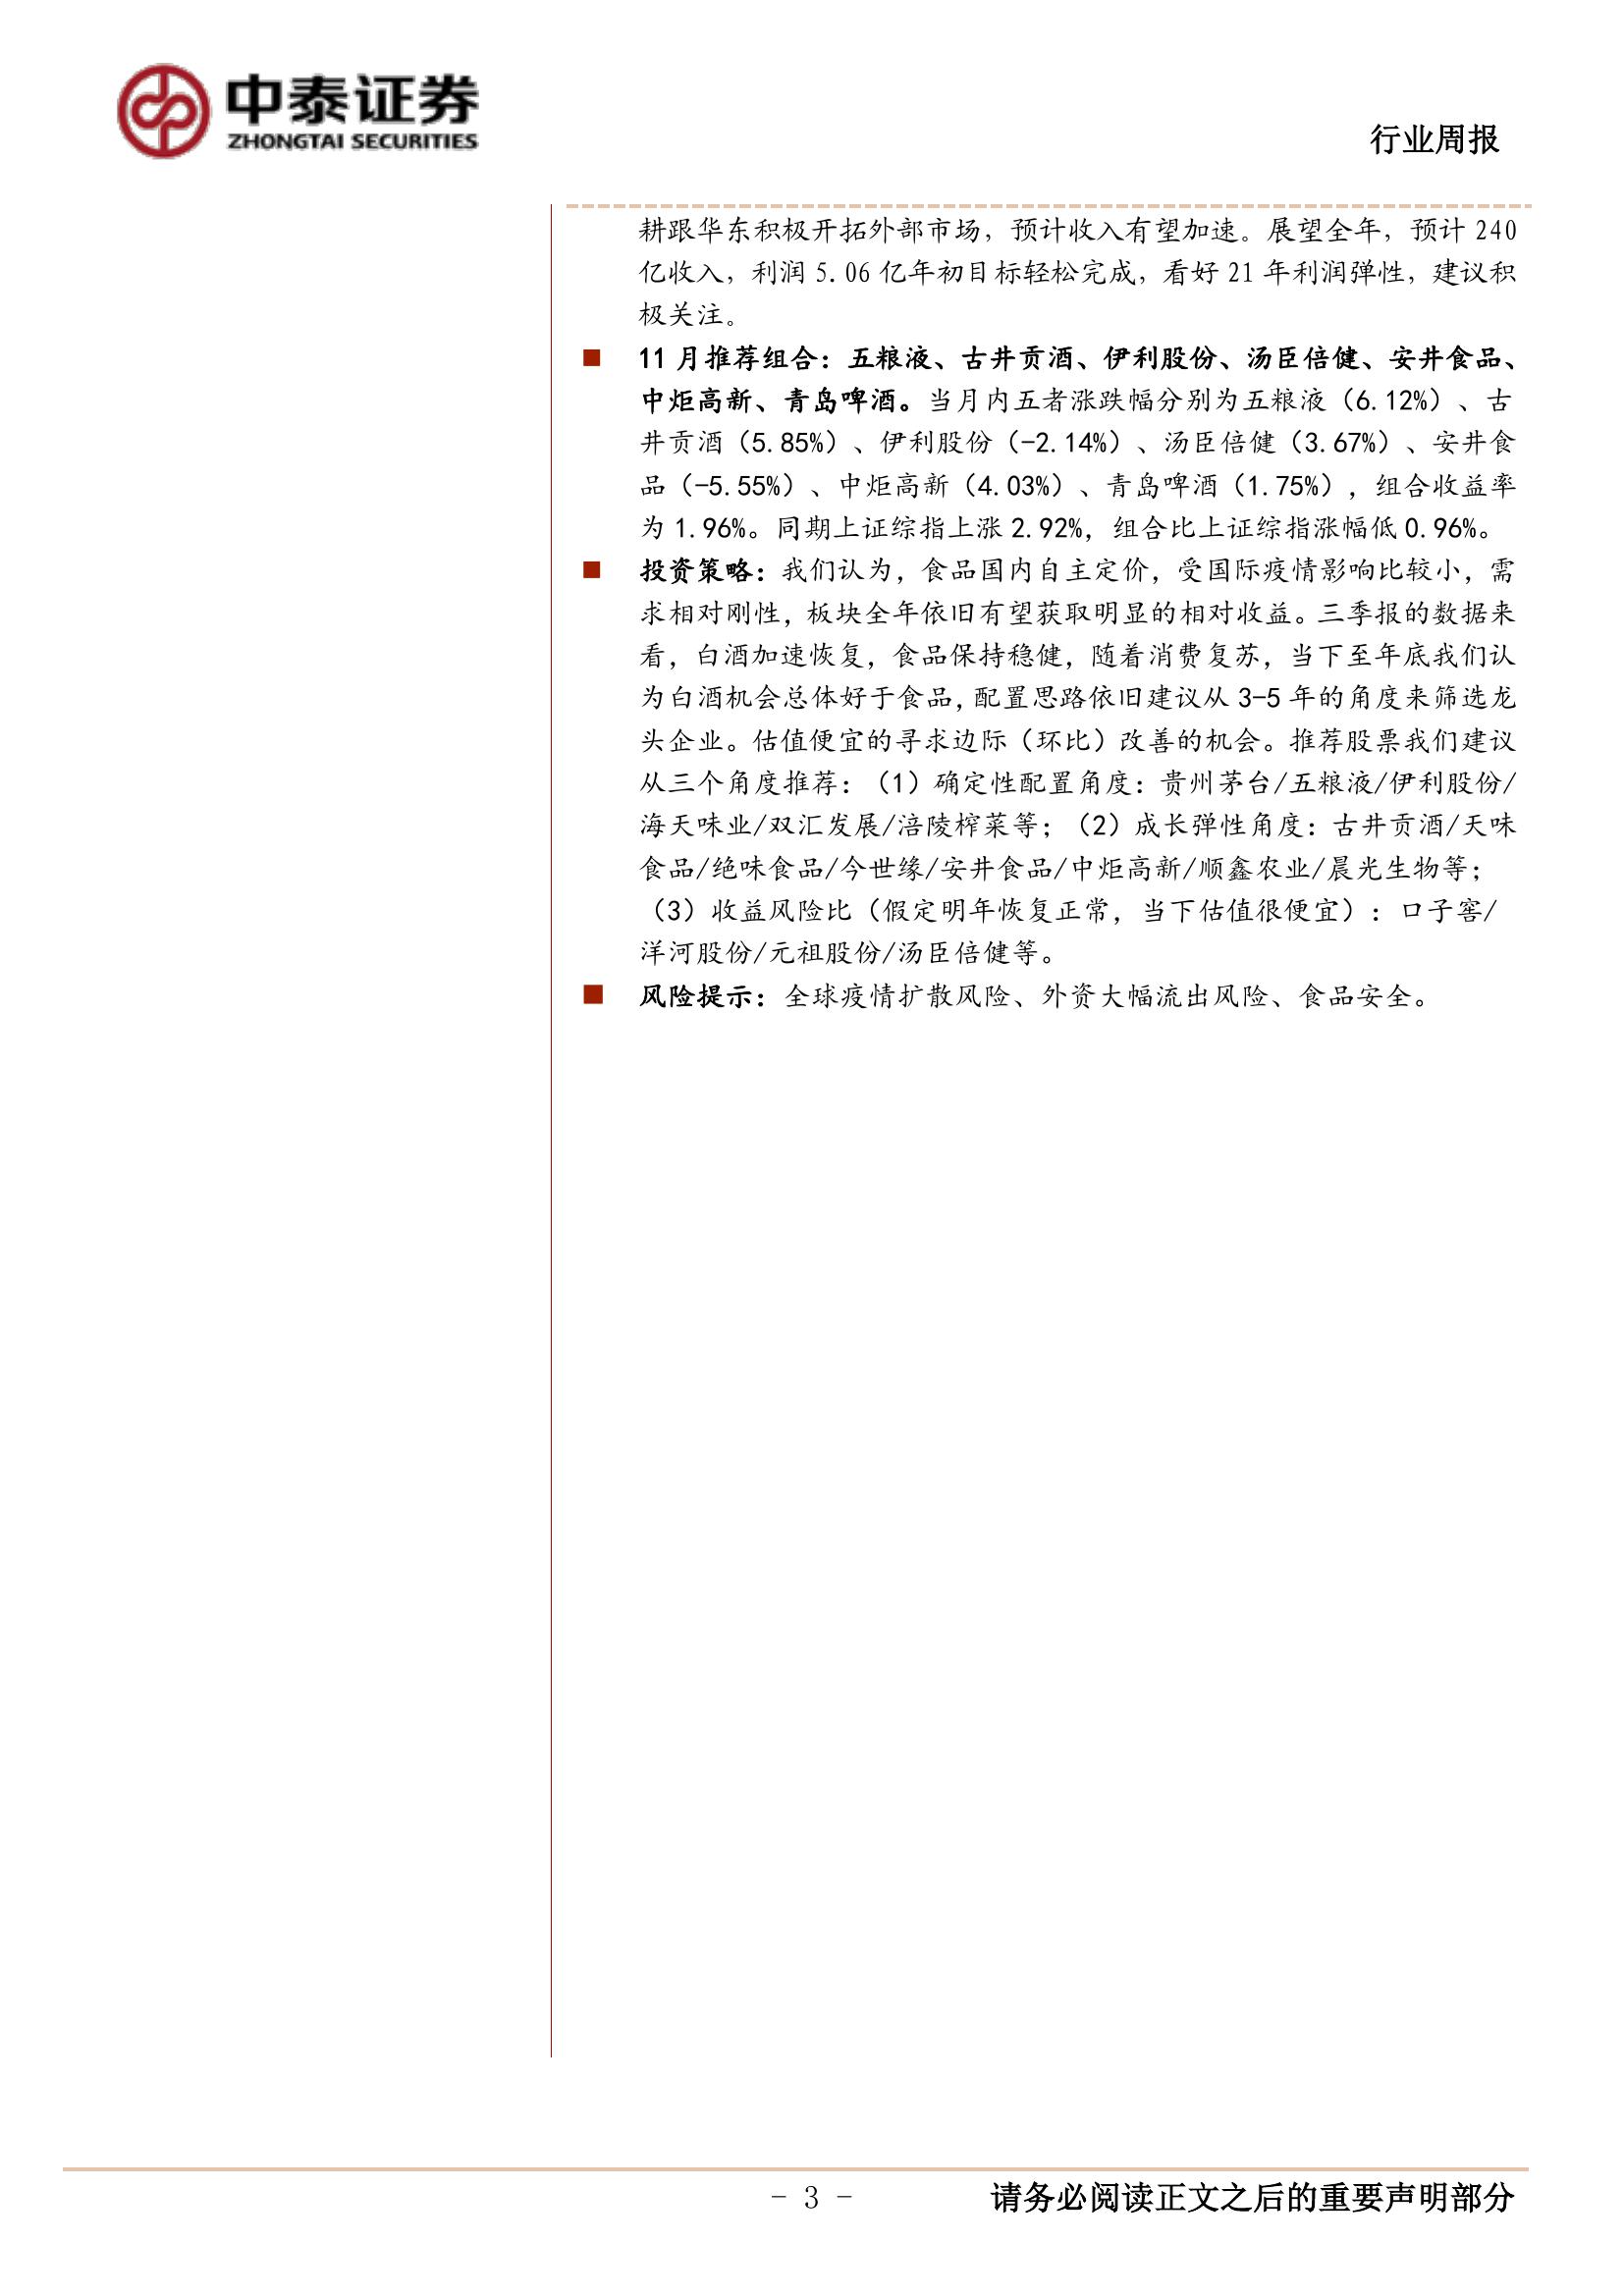 中泰证券
ZHONGTAI SECURITIES
行业周报
耕跟华东积极开拓外部市场，预计收入有望加速。展望全年，预计 240
亿收入，利润 5.06 亿年初目标轻松完成，看好 21 年利润弹性，建议积
极关注。
■ 11 月推荐组合：五粮液、古井贡酒、伊利股份、汤臣倍健、安井食品、
中炬高新、青岛啤酒。当月内五者涨跌幅分别为五粮液（6.12%）、古
井贡酒（5.85%）、伊利股份（-2.14%）、汤臣倍健（3.67%）、安井食
品（-5.55%）、中炬高新（4.03%）、青岛啤酒（1.75%），组合收益率
为 1.96%。同期上证综指上涨 2.92%，组合比上证综指涨幅低 0.96%。
■ 投资策略：我们认为，食品国内自主定价，受国际疫情影响比较小，需
求相对刚性，板块全年依旧有望获取明显的相对收益。三季报的数据来
看，白酒加速恢复，食品保持稳健，随着消费复苏，当下至年底我们认
为白酒机会总体好于食品，配置思路依旧建议从 3-5 年的角度来筛选龙
头企业。估值便宜的寻求边际（环比）改善的机会。推荐股票我们建议
从三个角度推荐：（1）确定性配置角度：贵州茅台/五粮液/伊利股份/
海天味业/双汇发展/涪陵榨菜等；（2）成长弹性角度：古井贡酒/天味
食品/绝味食品/今世缘/安井食品/中炬高新/顺鑫农业/晨光生物等；
（3）收益风险比（假定明年恢复正常，当下估值很便宜）：口子窖/
洋河股份/元祖股份/汤臣倍健等。
■ 风险提示：全球疫情扩散风险、外资大幅流出风险、食品安全。
- 3 -
请务必阅读正文之后的重要声明部分